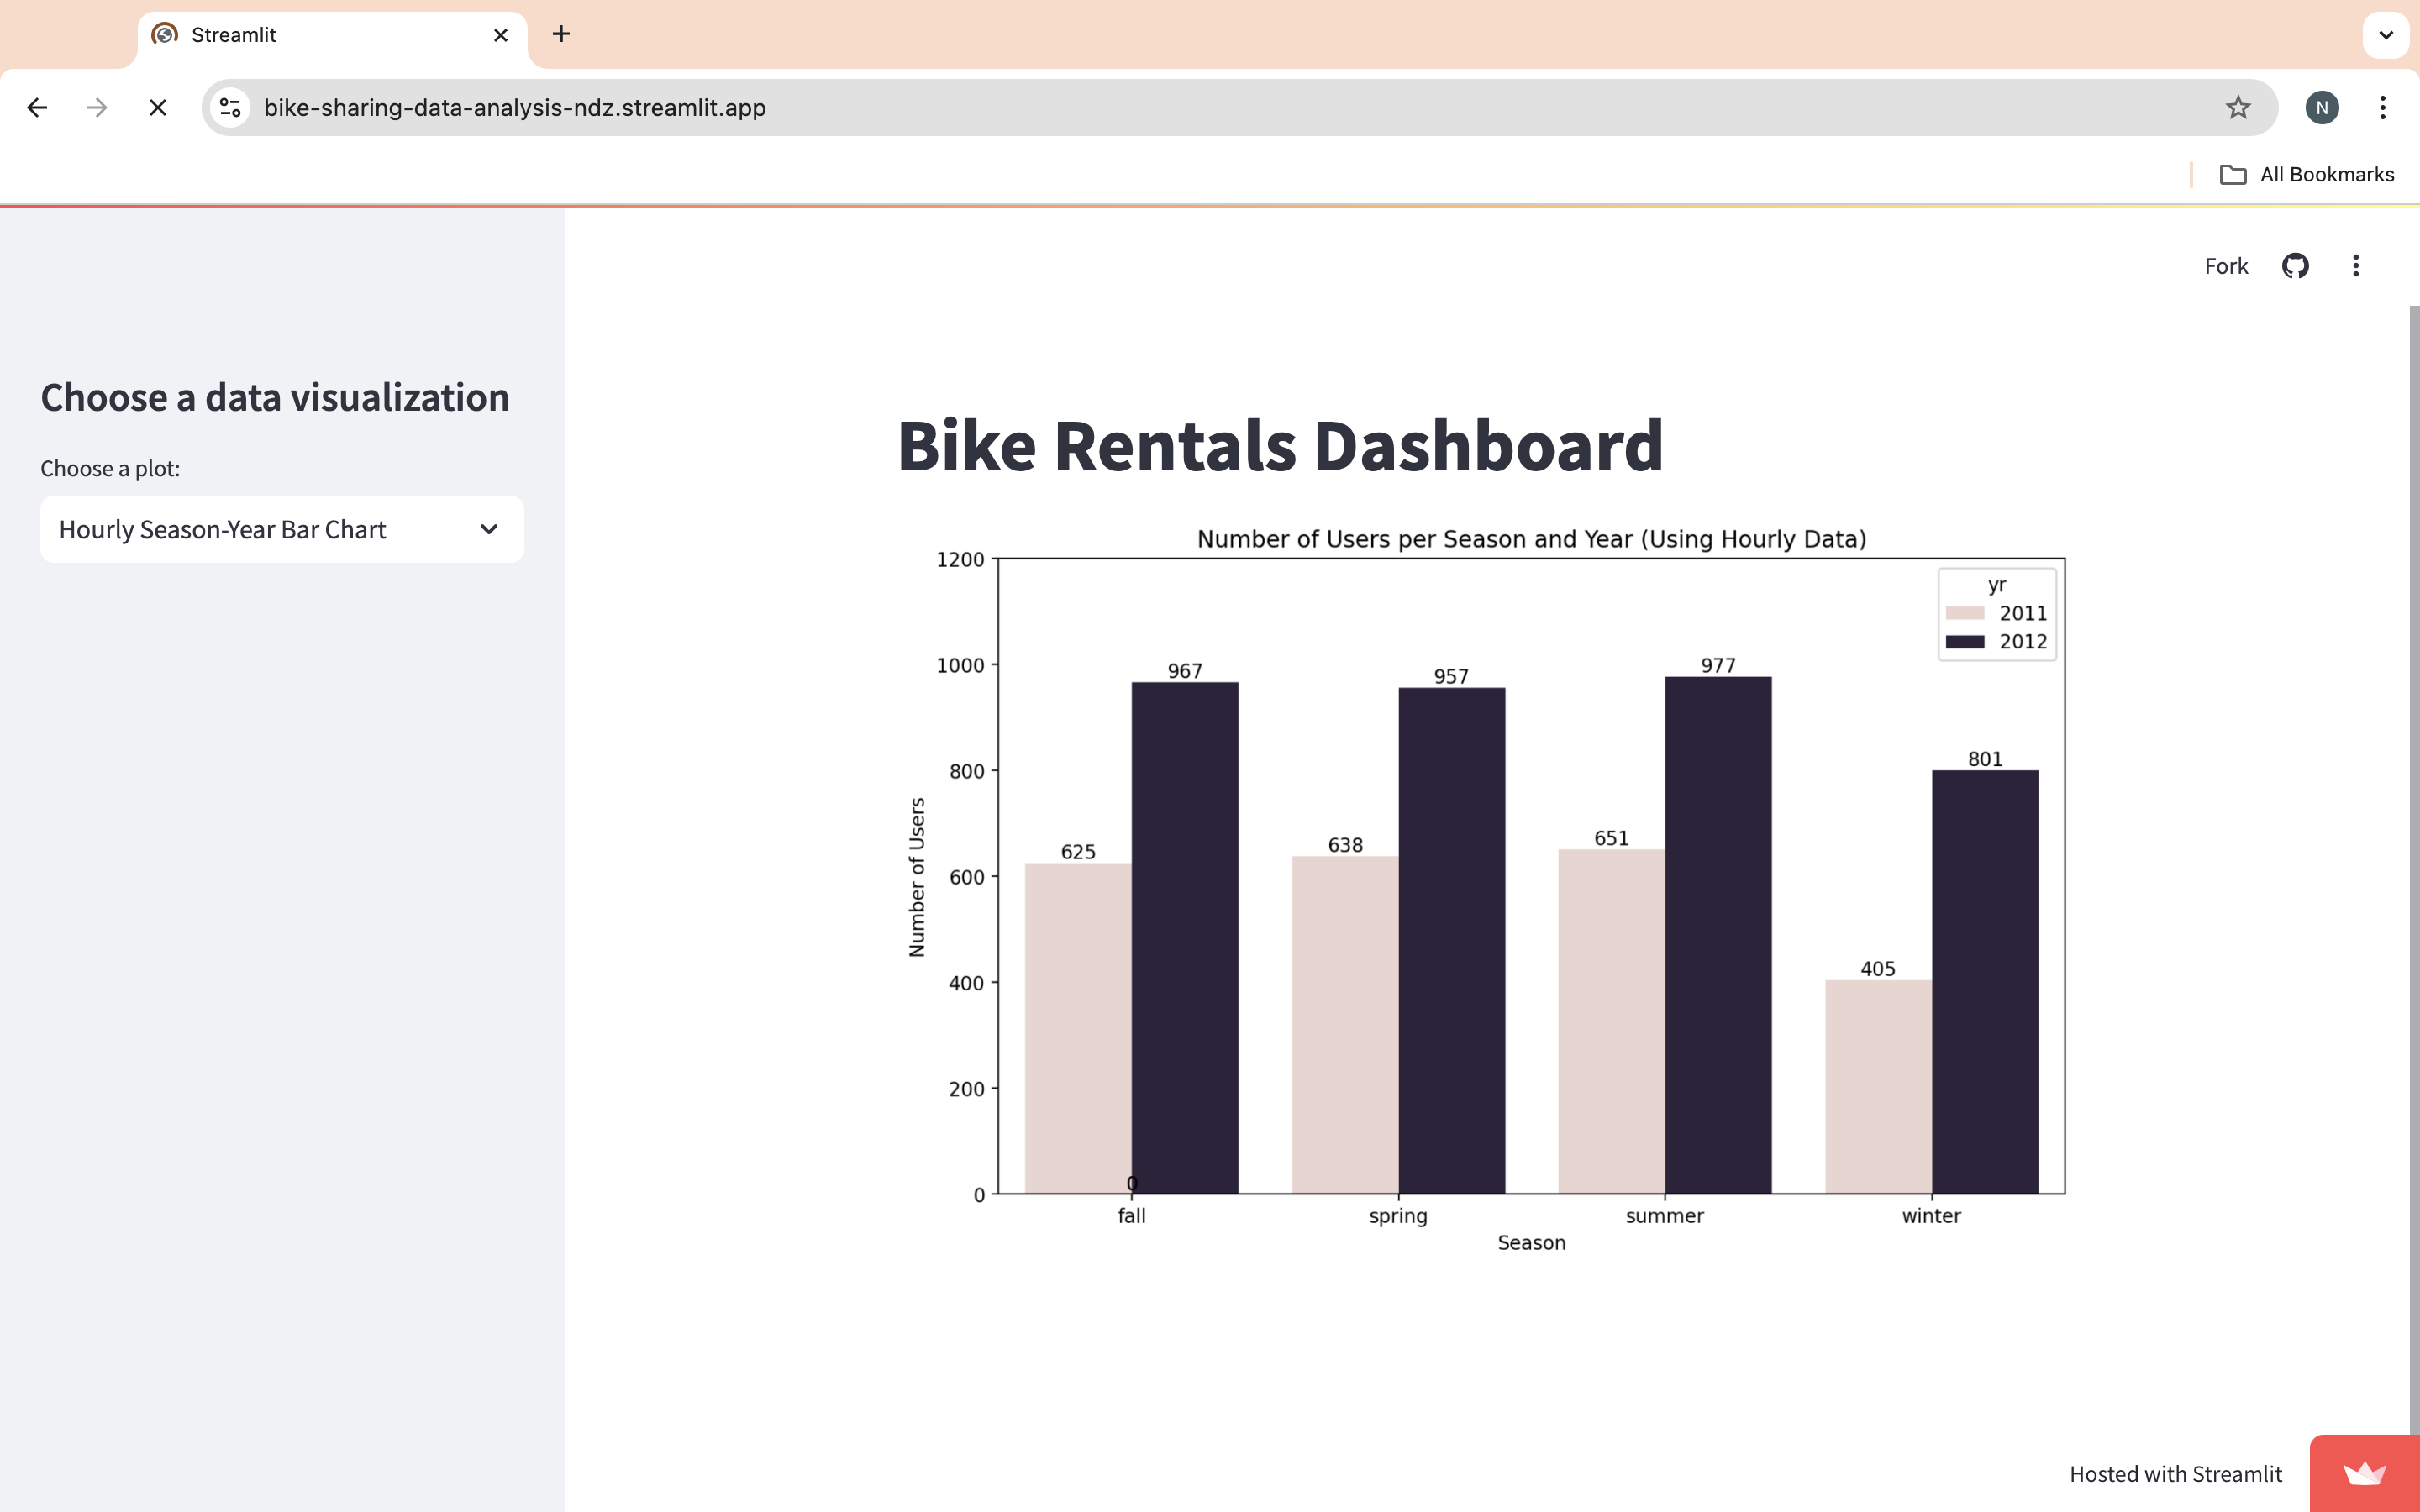 Streamlit
bike-sharing-data-analysis-ndz.streamlit.app
N
All Bookmarks
Fork
Choose a data visualization
Choose a plot:
Hourly Season-Year Bar Chart
Bike Rentals Dashboard
Number of Users per Season and Year (Using Hourly Data)
yr
2011
2012
Number of Users
1200
1000
800
600
400
200
0
625
967
638
957
651
977
405
801
0
fall
spring
summer
winter
Season
Hosted with Streamlit